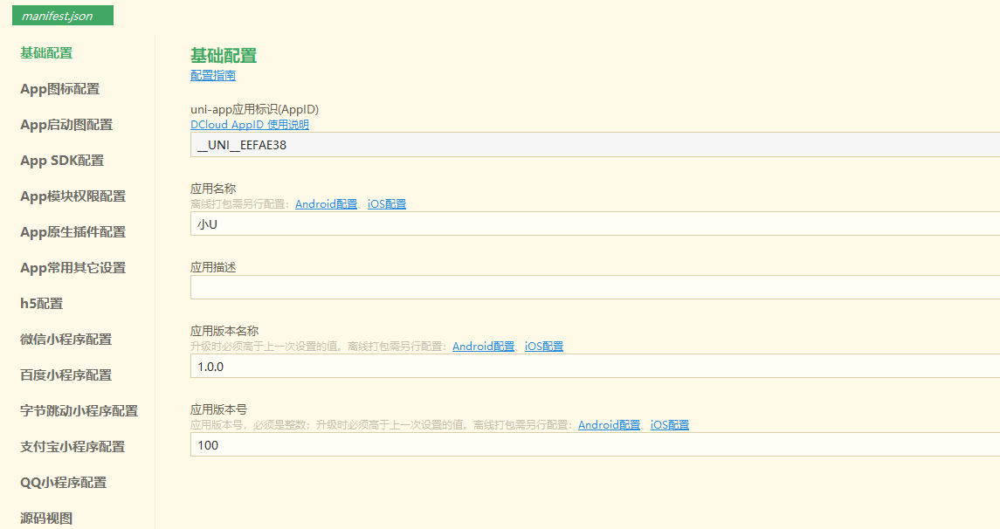 manifest.json
基础配置
App图标配置
App启动图配置
App SDK配置
App模块权限配置
App原生插件配置
App常用其它设置
h5配置
微信小程序配置
百度小程序配置
字节跳动小程序配置
支付宝小程序配置
QQ小程序配置
源码视图
基础配置
配置指南
uni-app应用标识(AppID)
DCloud AppID 使用说明
__UNI__EEFAE38
应用名称
离线打包需另行配置：Android配置、iOS配置
小U
应用描述
应用版本名称
升级时必须高于上一次设置的值。离线打包需另行配置：Android配置、iOS配置
1.0.0
应用版本号
应用版本号，必须是整数；升级时必须高于上一次设置的值。离线打包需另行配置：Android配置、iOS配置
100